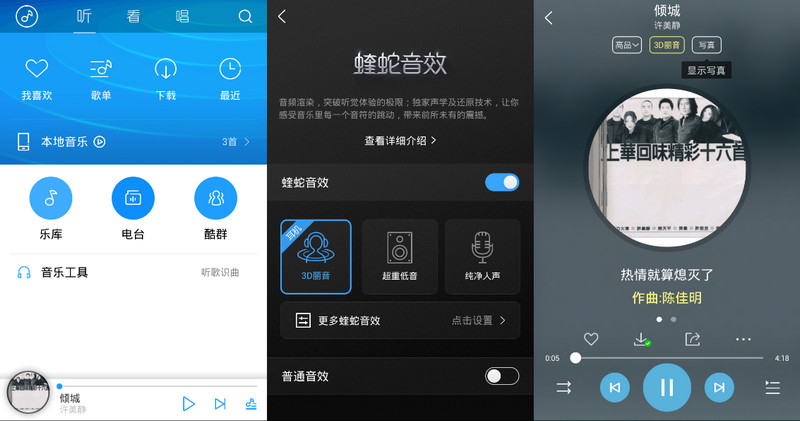 听 看 唱
我喜欢 歌单 下载 最近
本地音乐 3首
乐库 电台 酷群
音乐工具 听歌识曲
倾城
许美静
蝰蛇音效
音频渲染，突破听觉体验的极限；独家声学及还原技术，让你
感受音乐里每一个音符的跳动，带来前所未有的震撼。
查看详细介绍
蝰蛇音效
耳机
3D丽音 超重低音 纯净人声
更多蝰蛇音效 点击设置
普通音效
倾城
许美静
高品 3D丽音 写真
显示写真
上華回味精彩十六首
热情就算熄灭了
作曲:陈佳明
0:05 4:18